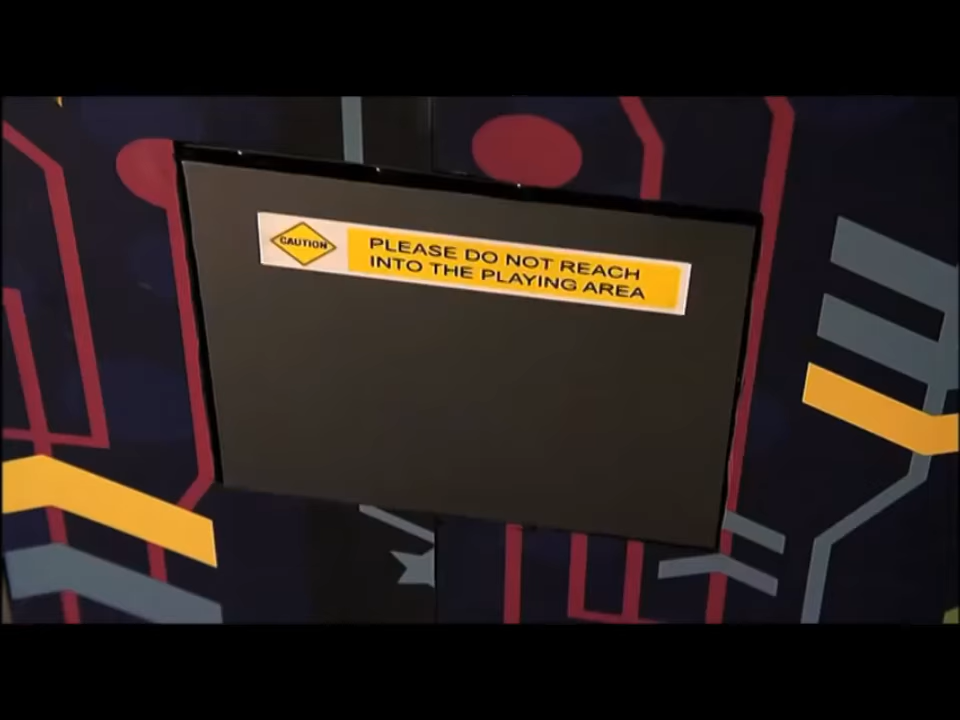 CAUTION
PLEASE DO NOT REACH
INTO THE PLAYING AREA